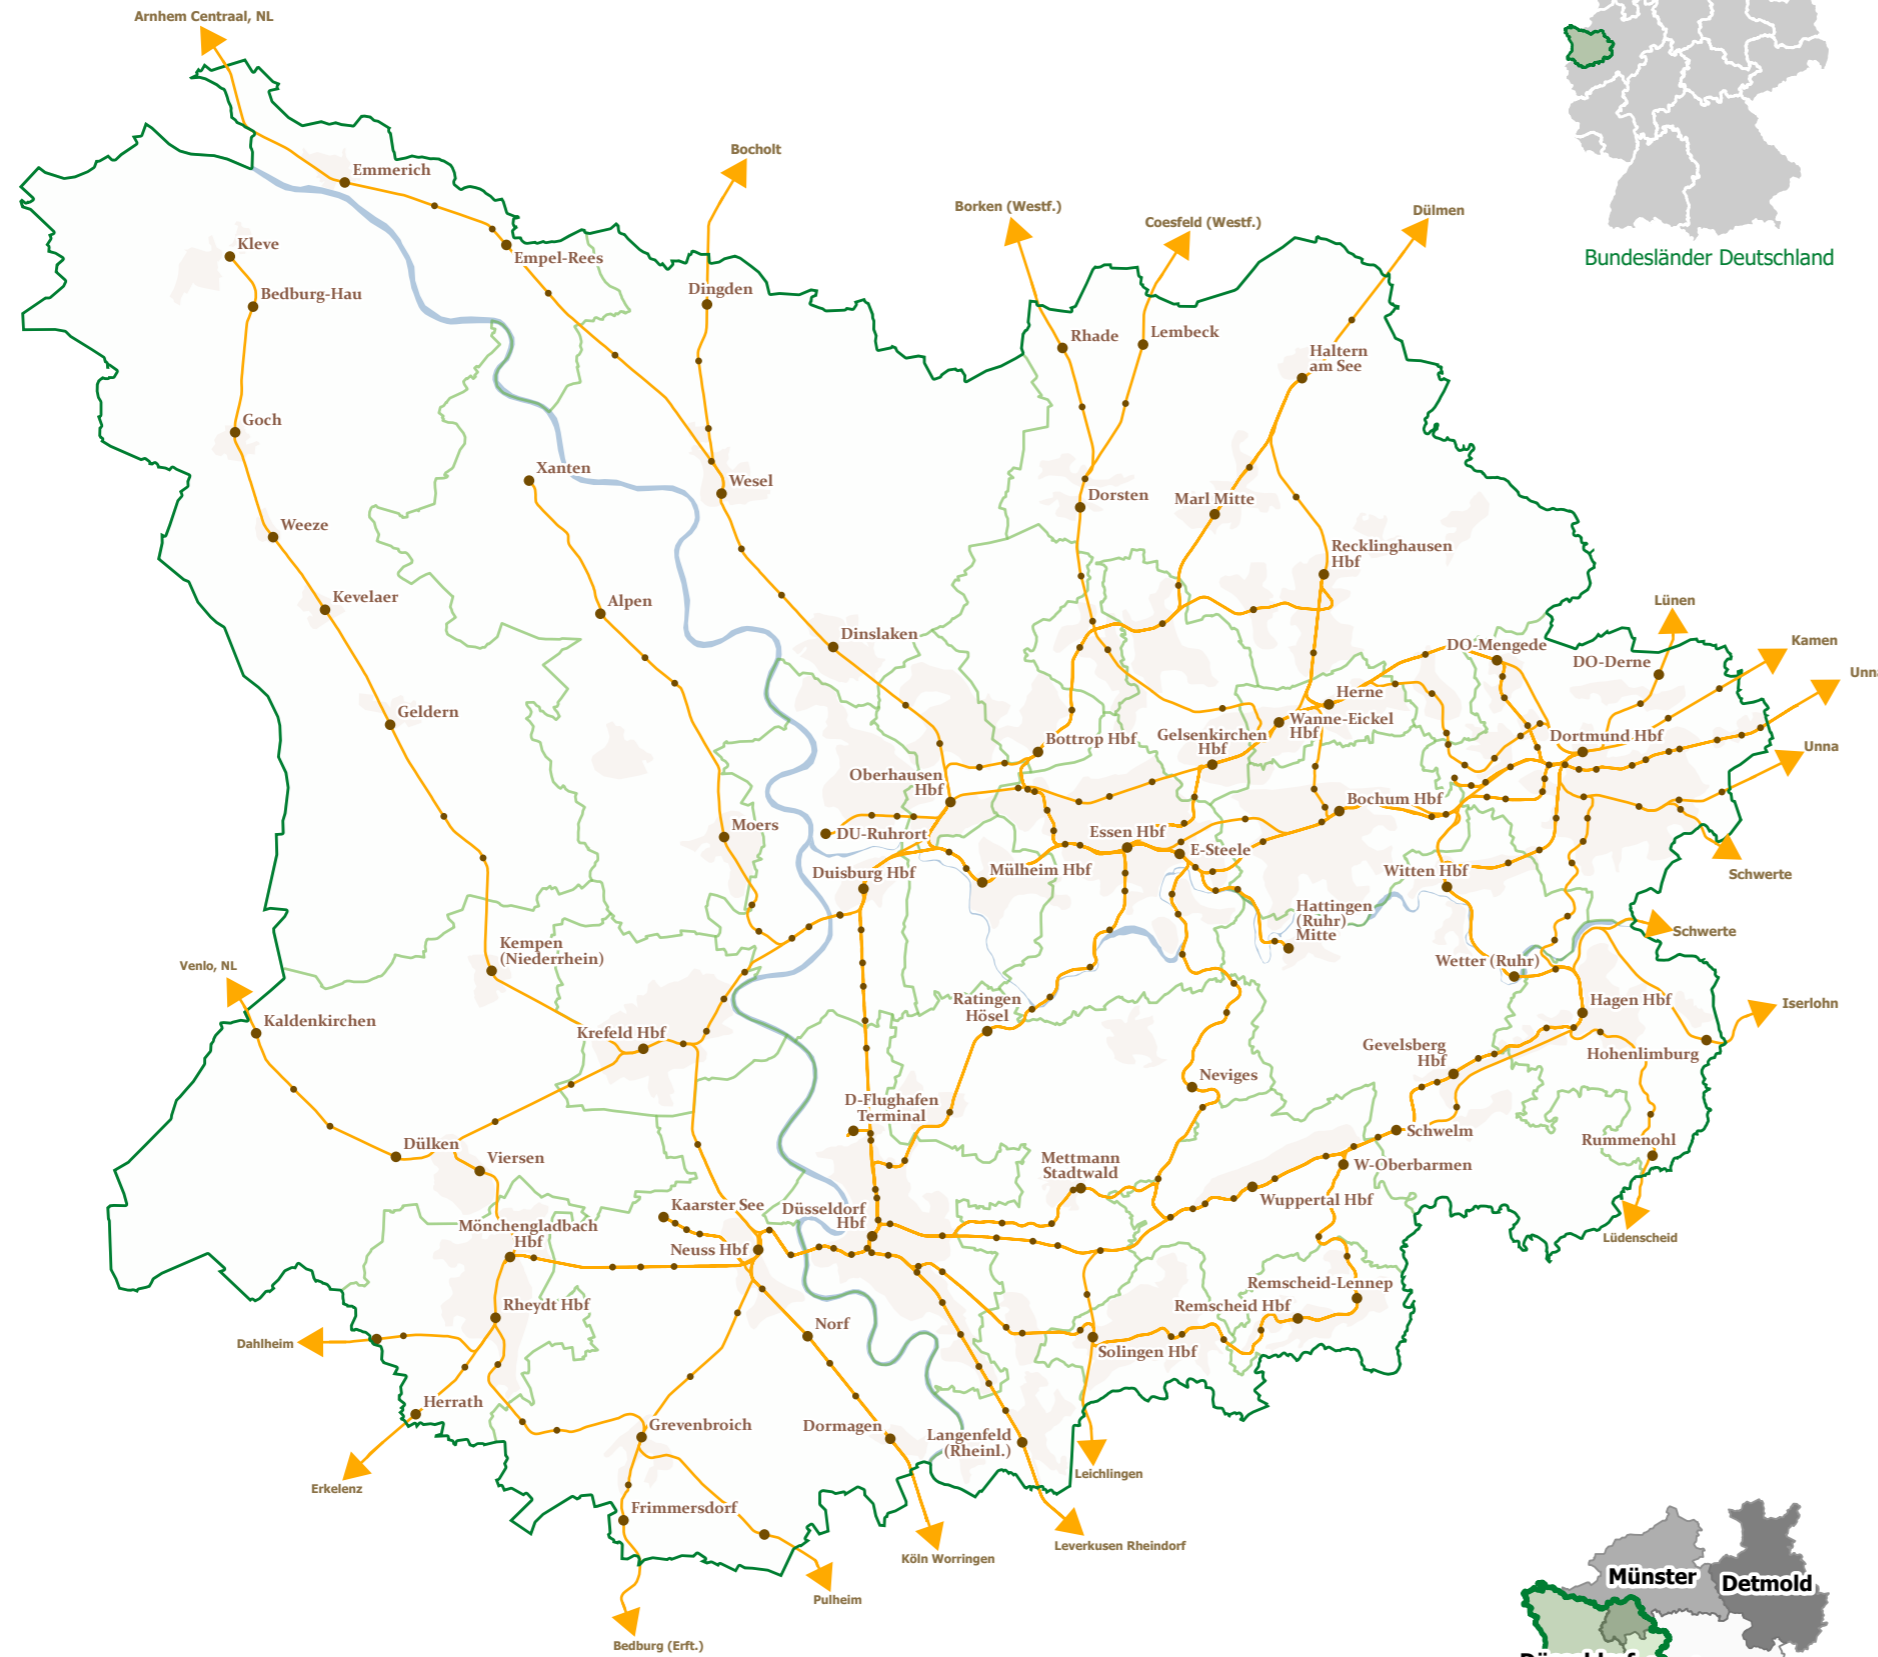 Arnhem Centraal, NL
Bocholt
Borken (Westf.)
Coesfeld (Westf.)
Dülmen
Bundesländer Deutschland
Emmerich
Kleve
Empel-Rees
Bedburg-Hau
Dingden
Rhade
Lembeck
Haltern
am See
Goch
Xanten
Wesel
Dorsten
Marl Mitte
Weeze
Recklinghausen
Hbf
Kevelaer
Alpen
Lünen
Dinslaken
DO-Mengede
Kamen
DO-Derne
Unna
Geldern
Herne
Wanne-Eickel
Hbf
Bottrop Hbf
Gelsenkirchen
Hbf
Dortmund Hbf
Unna
Oberhausen
Hbf
Bochum Hbf
Moers
DU-Ruhrort
Essen Hbf
E-Steele
Duisburg Hbf
Mülheim Hbf
Witten Hbf
Schwerte
Hattingen
(Ruhr)
Mitte
Schwerte
Kempen
(Niederrhein)
Venlo, NL
Wetter (Ruhr)
Ratingen
Hösel
Hagen Hbf
Iserlohn
Kaldenkirchen
Krefeld Hbf
Gevelsberg
Hbf
Hohenlimburg
Neviges
D-Flughafen
Terminal
Dülken
Schwelm
Rummenohl
Viersen
Mettmann
Stadtwald
W-Oberbarmen
Wuppertal Hbf
Kaarster See
Düsseldorf
Hbf
Mönchengladbach
Hbf
Neuss Hbf
Lüdenscheid
Remscheid-Lennep
Rheydt Hbf
Remscheid Hbf
Norf
Dahlheim
Solingen Hbf
Herrath
Grevenbroich
Dormagen
Langenfeld
(Rheinl.)
Leichlingen
Erkelenz
Frimmersdorf
Köln Worringen
Leverkusen Rheindorf
Pulheim
Münster
Detmold
Bedburg (Erft.)